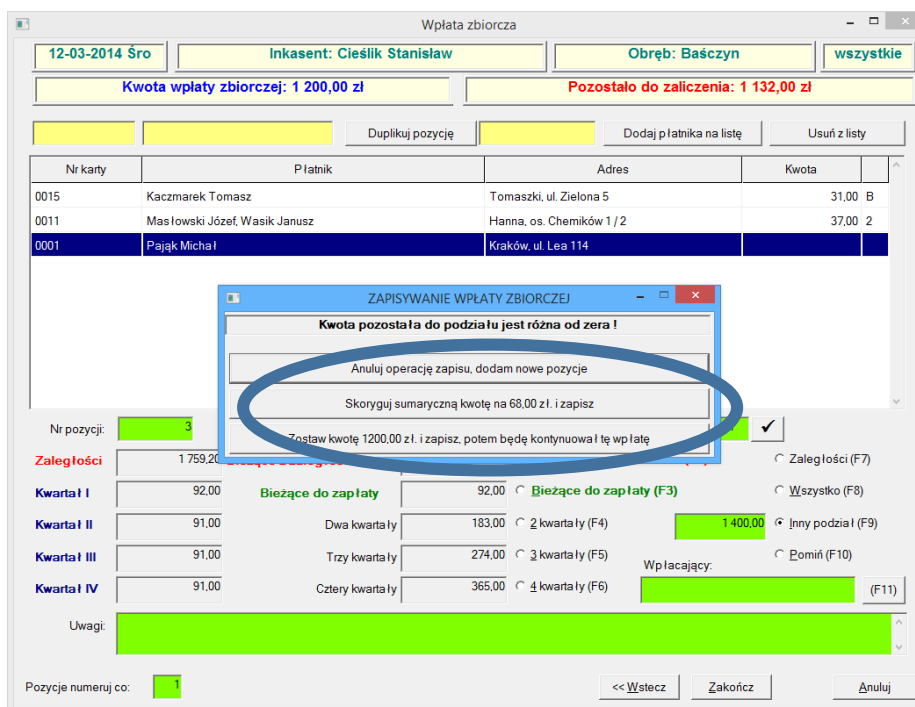 Wpłata zbiorcza
12-03-2014 Śro Inkasent: Cieślik Stanisław Obręb: Baśczyn wszystkie
Kwota wpłaty zbiorczej: 1 200,00 zł Pozostało do zaliczenia: 1 132,00 zł
Duplikuj pozycję Dodaj płatnika na listę Usuń z listy
Nr karty Płatnik Adres Kwota
0015 Kaczmarek Tomasz Tomaszki, ul. Zielona 5 31,00 B
0011 Masłowski Józef, Wasik Janusz Hanna, os. Chemików 1 / 2 37,00 2
0001 Pająk Michał Kraków, ul. Lea 114
ZAPISYWANIE WPŁATY ZBIORCZEJ
Kwota pozostała do podziału jest różna od zera !
Anuluj operację zapisu, dodam nowe pozycje
Skoryguj sumaryczną kwotę na 68,00 zł. i zapisz
Zostaw kwotę 1200,00 zł. i zapisz, potem będę kontynuował tę wpłatę
Nr pozycji: 3
Zaległości 1 759,20 Zaległości (F7)
Kwartał I 92,00 Bieżące do zapłaty 92,00 Bieżące do zapłaty (F3) Wszystko (F8)
Kwartał II 91,00 Dwa kwartały 183,00 2 kwartały (F4) 1 400,00 Inny podział (F9)
Kwartał III 91,00 Trzy kwartały 274,00 3 kwartały (F5) Pomiń (F10)
Wpłacający:
Kwartał IV 91,00 Cztery kwartały 365,00 4 kwartały (F6) (F11)
Uwagi:
Pozycje numeruj co: 1 << Wstecz Zakończ Anuluj